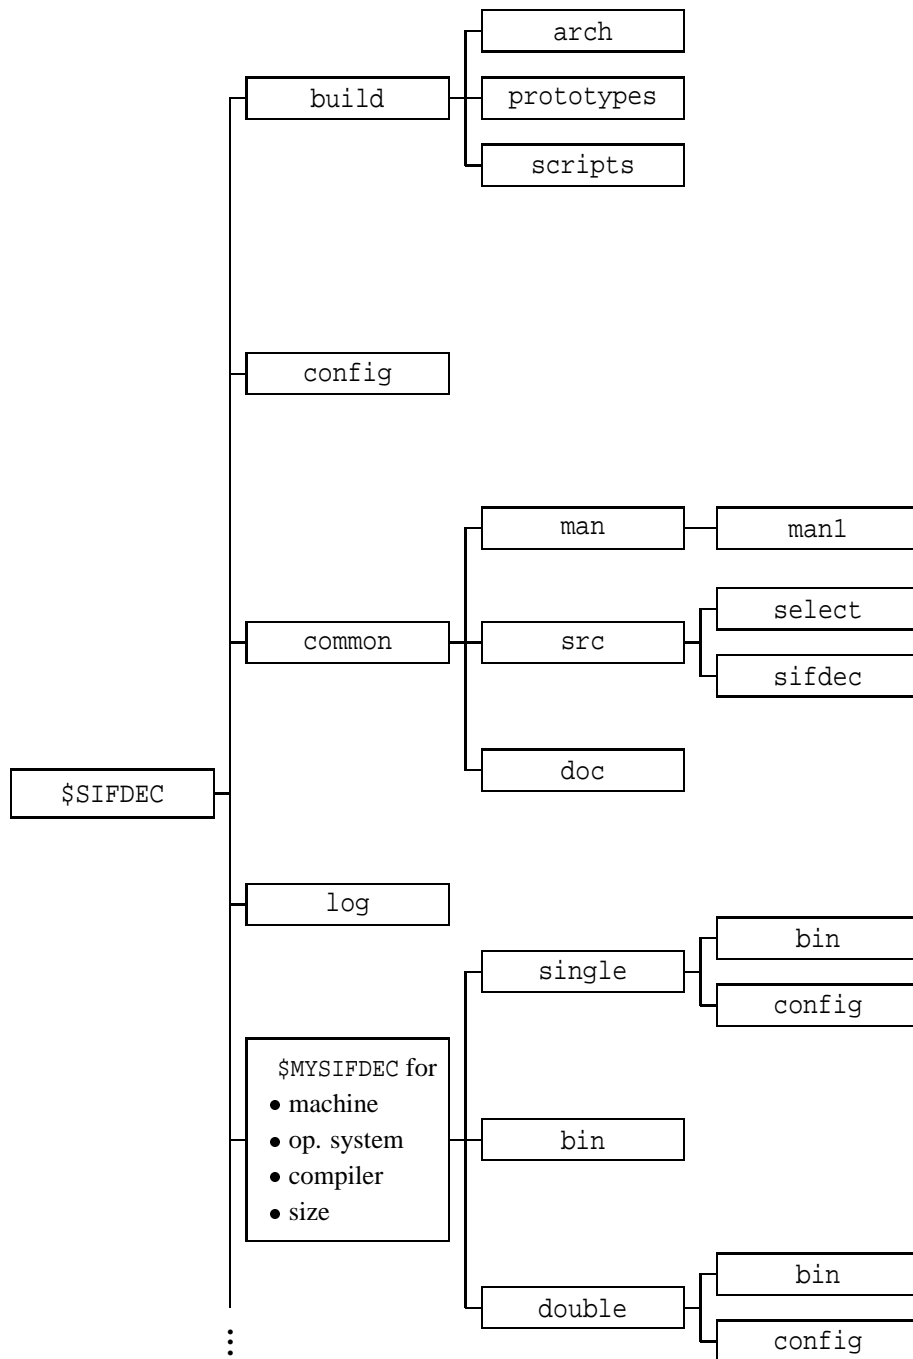 arch
build
prototypes
scripts
config
man
man1
select
common
src
sifdec
doc
$SIFDEC
log
bin
single
config
$MYSIFDEC for
• machine
• op. system
• compiler
• size
bin
bin
double
config